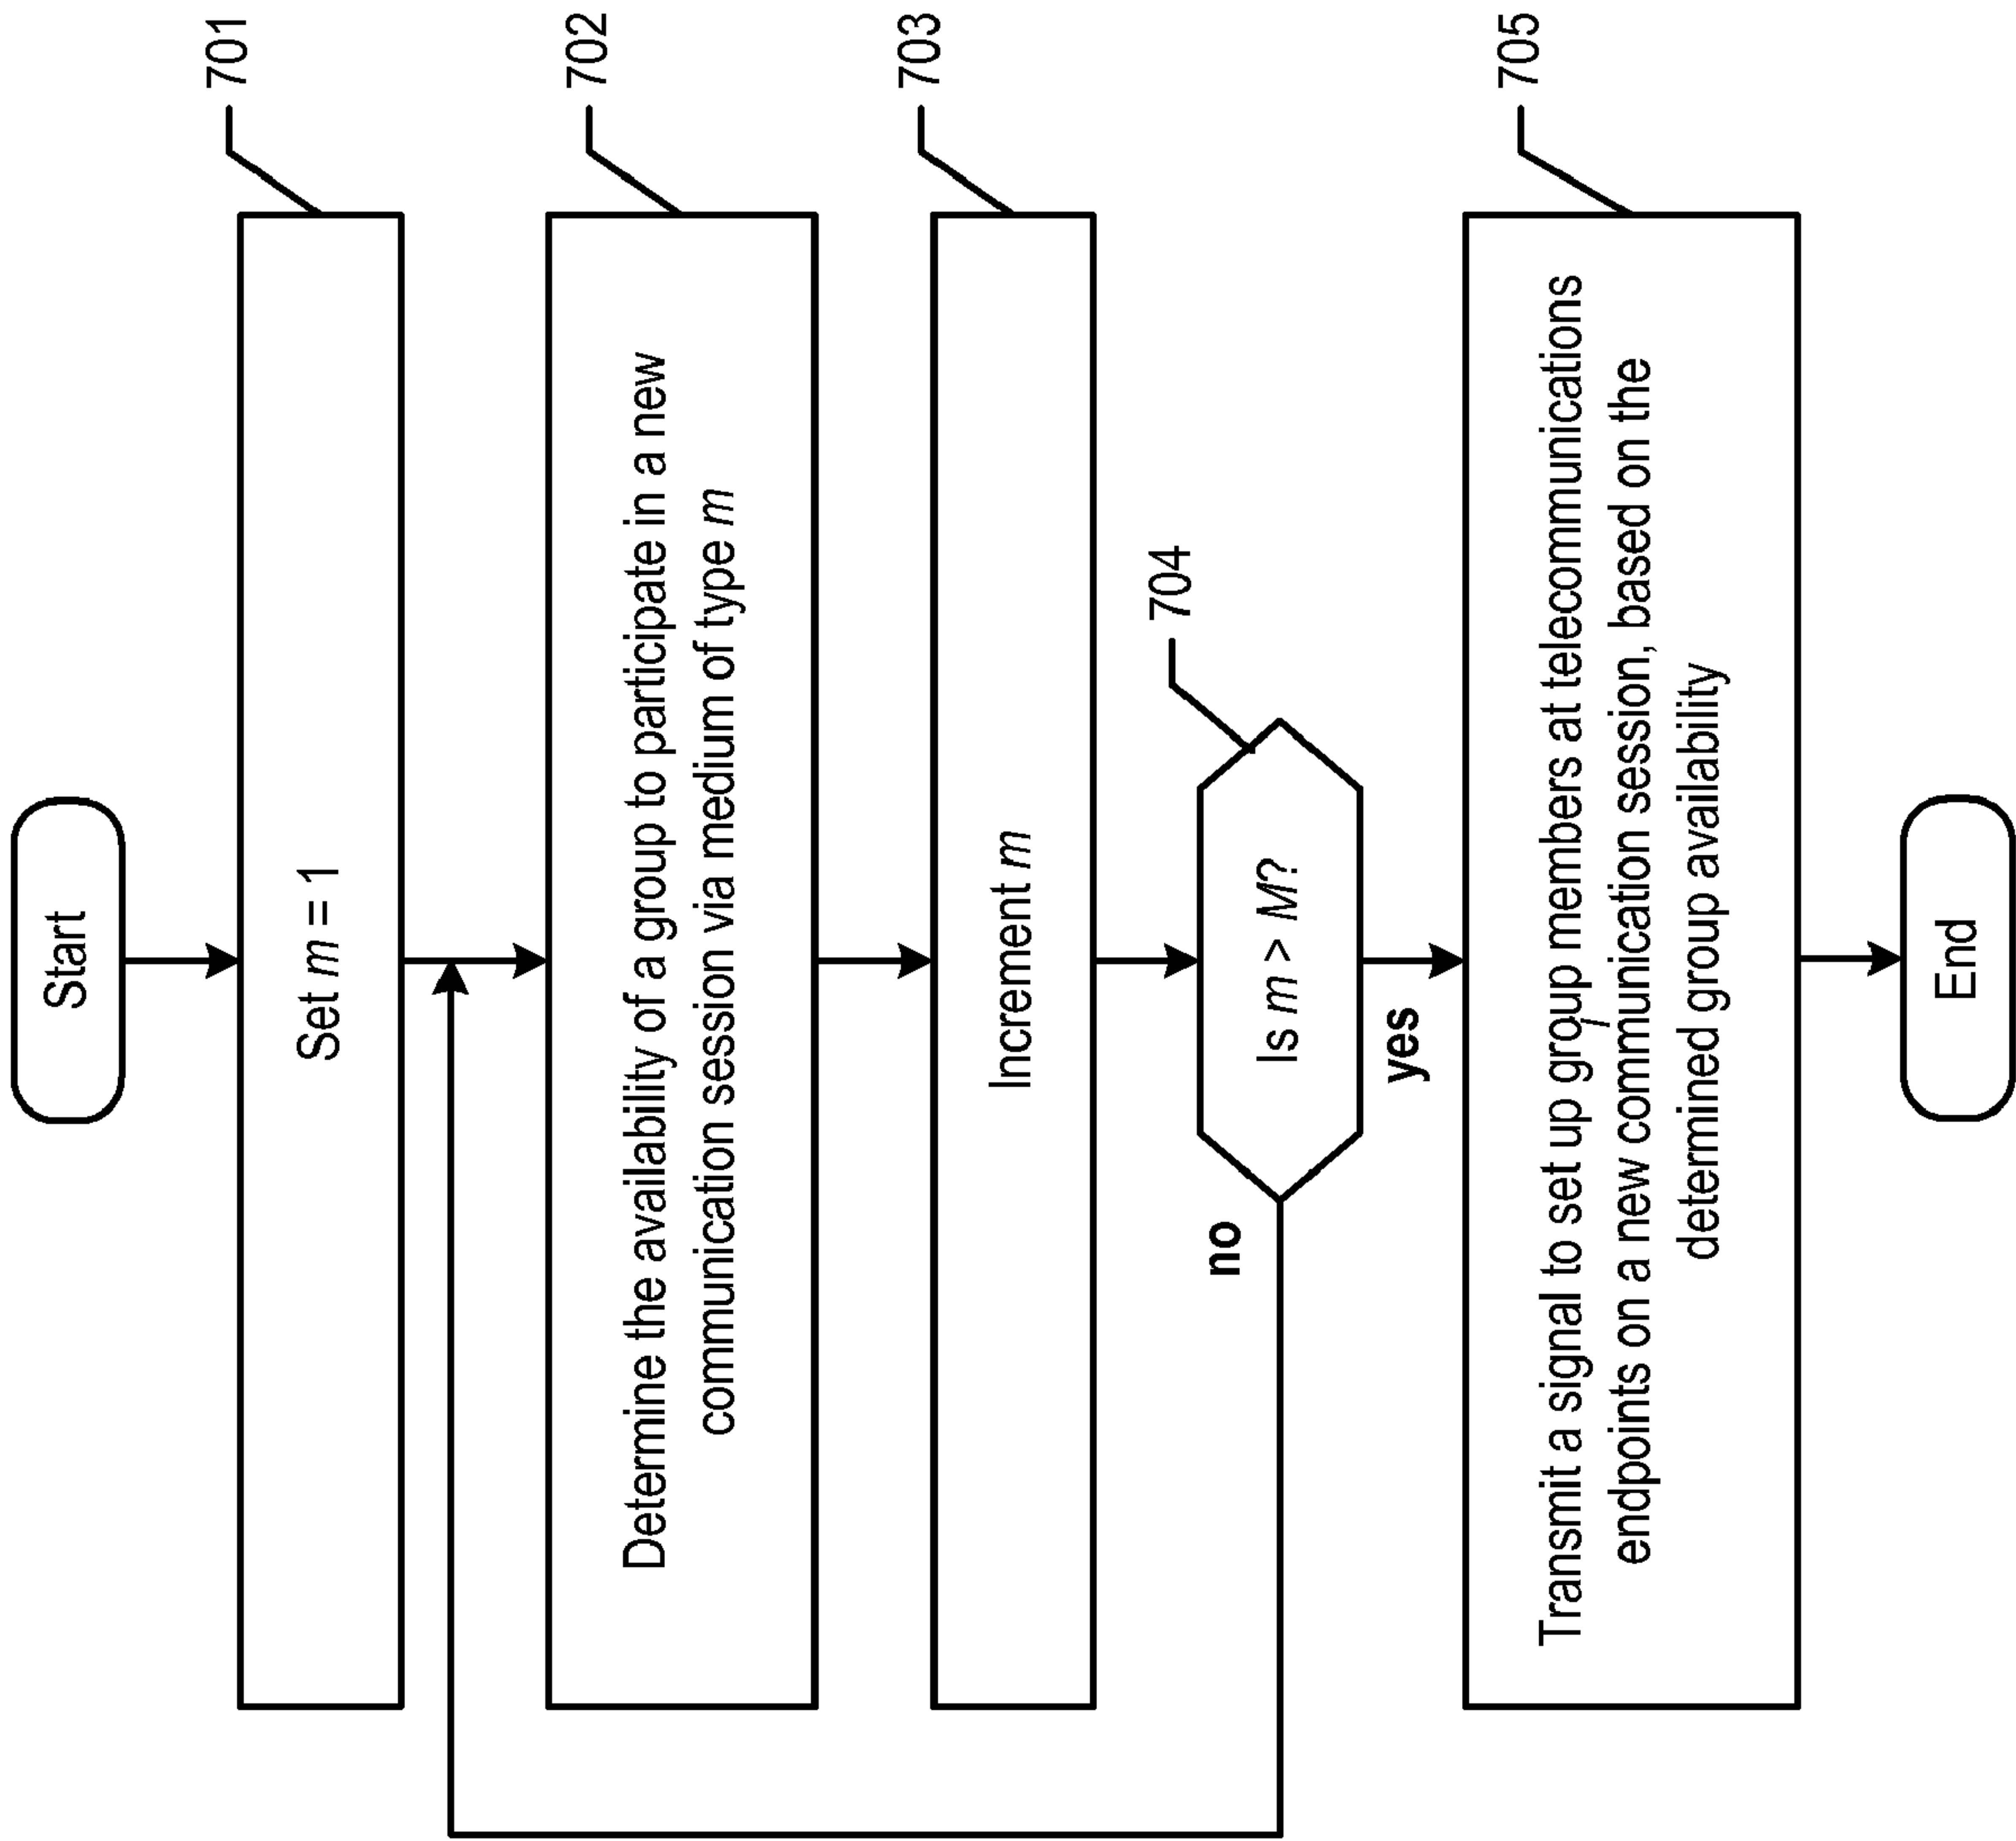 Start
701
Set m = 1
702
Determine the availability of a group to participate in a new
communication session via medium of type m
703
Increment m
704
Is m > M?
no
yes
705
Transmit a signal to set up group members at telecommunications
endpoints on a new communication session, based on the
determined group availability
End